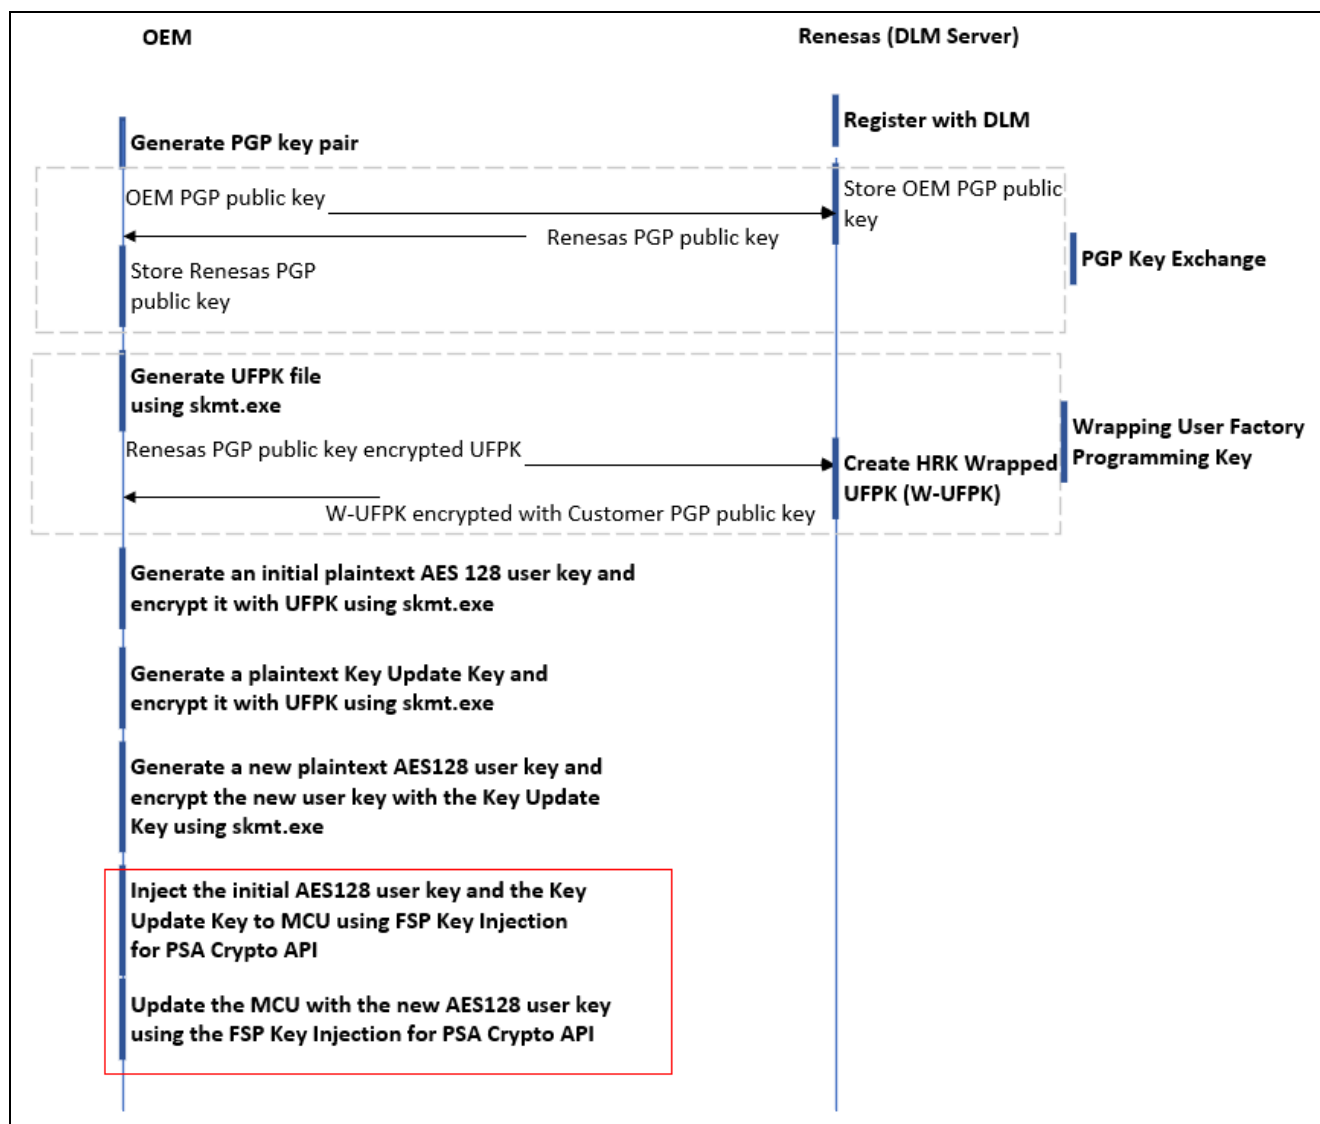 OEM
Renesas (DLM Server)
Register with DLM
Generate PGP key pair
OEM PGP public key
Store OEM PGP public
key
Renesas PGP public key
PGP Key Exchange
Store Renesas PGP
public key
Generate UFPK file
using skmt.exe
Wrapping User Factory
Programming Key
Renesas PGP public key encrypted UFPK
Create HRK Wrapped
UFPK (W-UFPK)
W-UFPK encrypted with Customer PGP public key
Generate an initial plaintext AES 128 user key and
encrypt it with UFPK using skmt.exe
Generate a plaintext Key Update Key and
encrypt it with UFPK using skmt.exe
Generate a new plaintext AES128 user key and
encrypt the new user key with the Key Update
Key using skmt.exe
Inject the initial AES128 user key and the Key
Update Key to MCU using FSP Key Injection
for PSA Crypto API
Update the MCU with the new AES128 user key
using the FSP Key Injection for PSA Crypto API